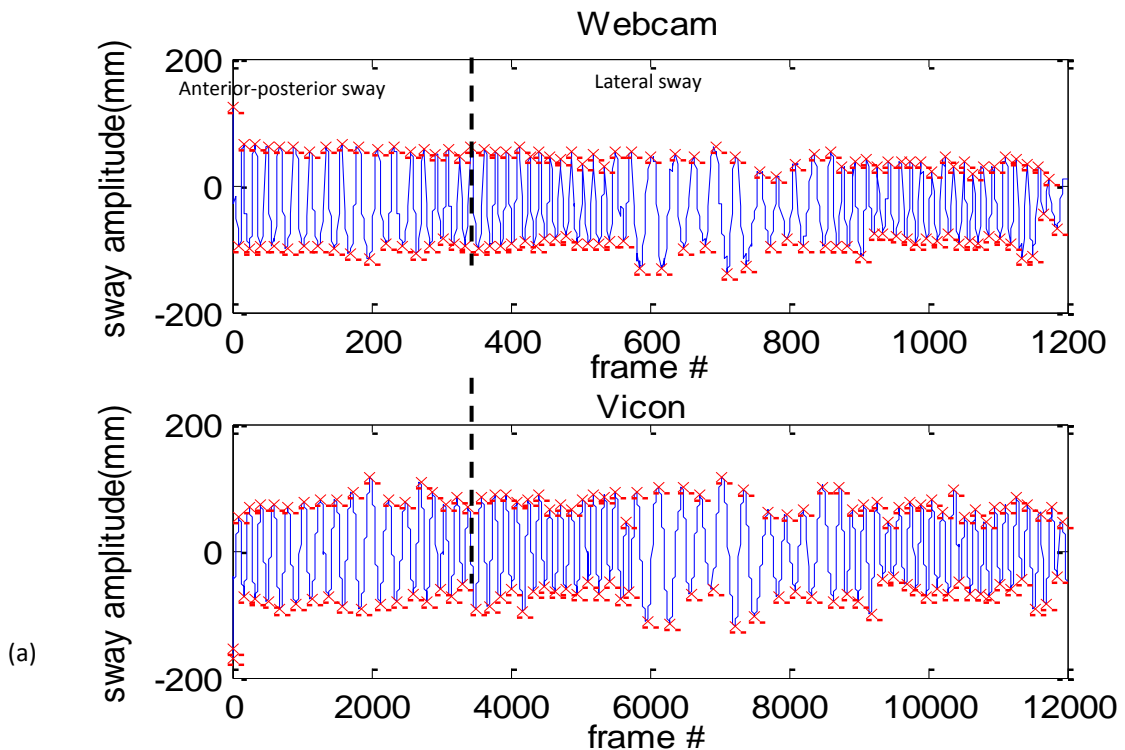 Webcam
sway amplitude(mm)
200
0
-200
Anterior-posterior sway
Lateral sway
0 200 400 600 800 1000 1200
frame #
Vicon
sway amplitude(mm)
200
0
-200
(a)
0 2000 4000 6000 8000 10000 12000
frame #